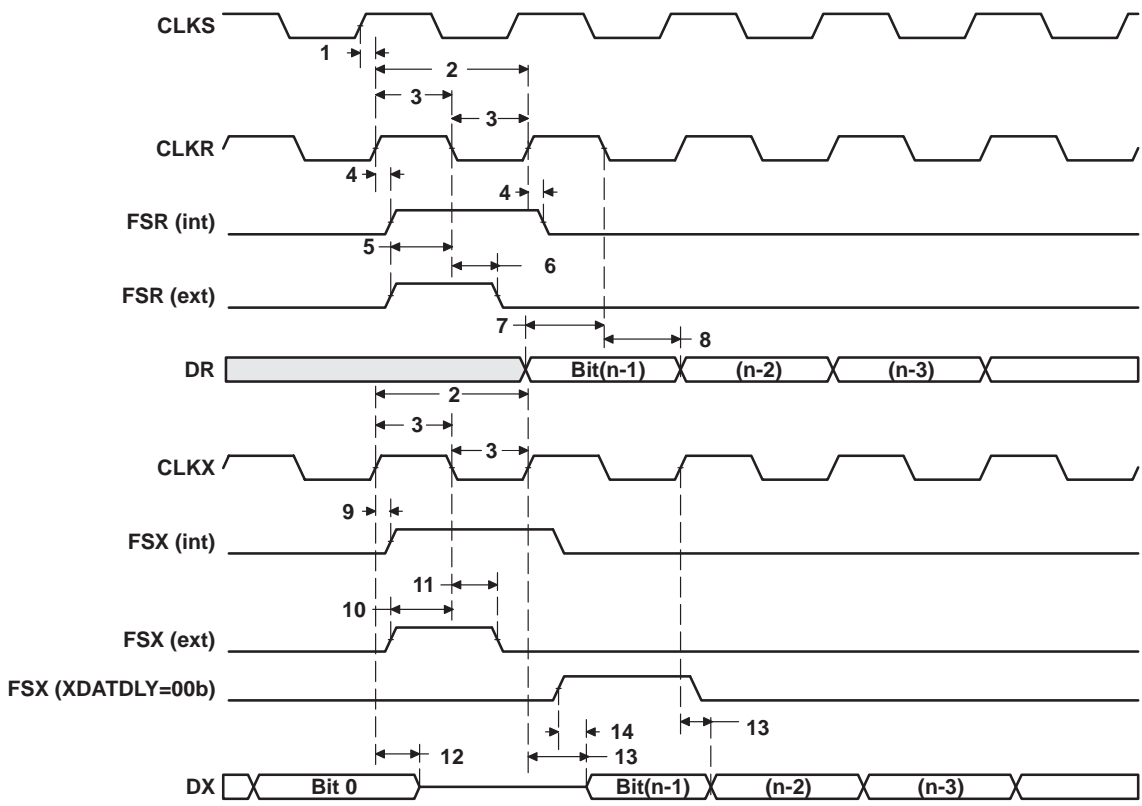 CLKS
1
2
3
3
CLKR
4
4
FSR (int)
5
6
FSR (ext)
7
8
DR Bit(n-1) (n-2) (n-3)
2
3
3
CLKX
9
FSX (int)
11
10
FSX (ext)
FSX (XDATDLY=00b)
14
13
12
13
DX Bit 0 Bit(n-1) (n-2) (n-3)